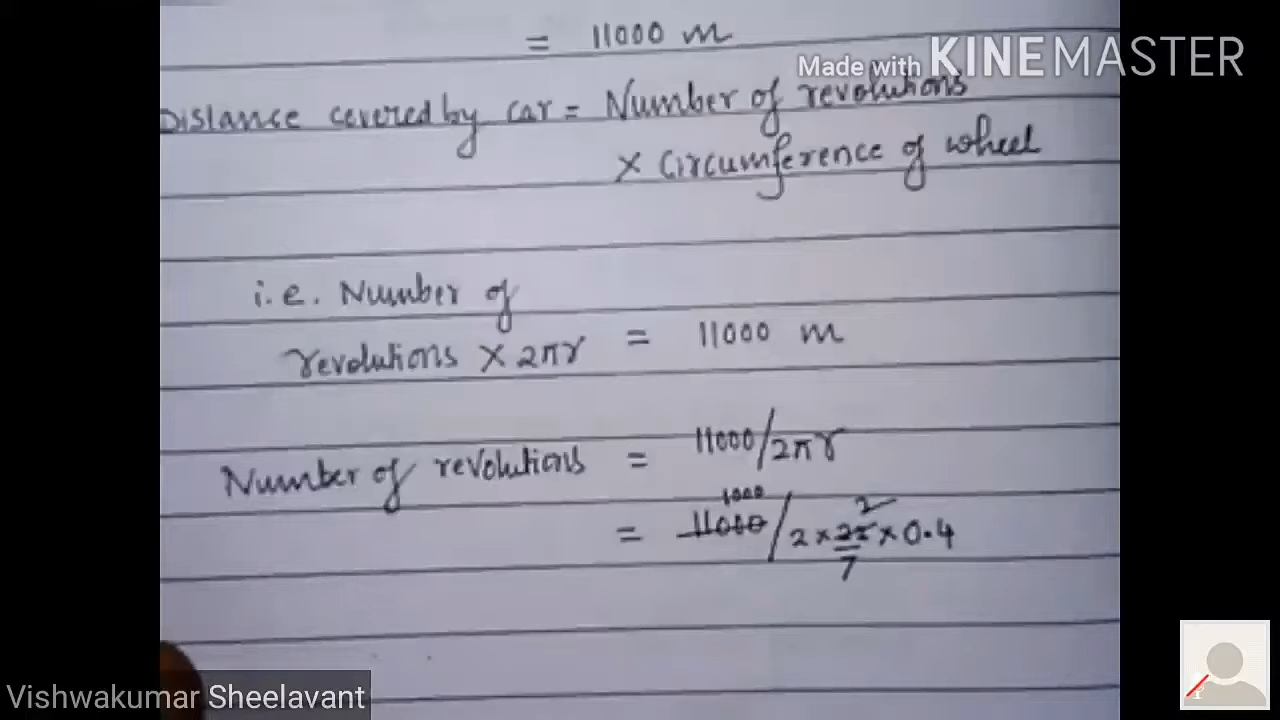 = 11000 m
Made with KINEMASTER
Distance covered by car = Number of revolutions
× circumference of wheel
i.e. Number of
revolutions × 2πr = 11000 m
Number of revolutions = 11000/2πr
1000 2
= 11000 / 2 × 22/7 × 0.4
Vishwakumar Sheelavant